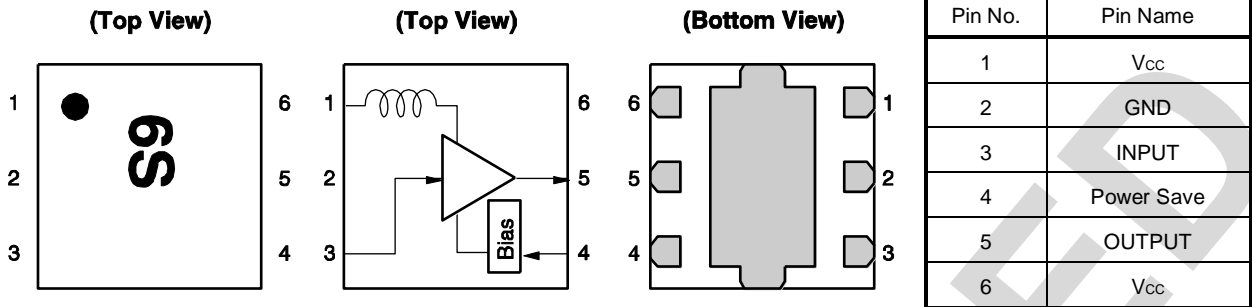 (Top View)
1
2
3
S9
6
5
4
(Top View)
1
2
3
Bias
6
5
4
(Bottom View)
6
5
4
1
2
3
Pin No. Pin Name
1 VCC
2 GND
3 INPUT
4 Power Save
5 OUTPUT
6 VCC